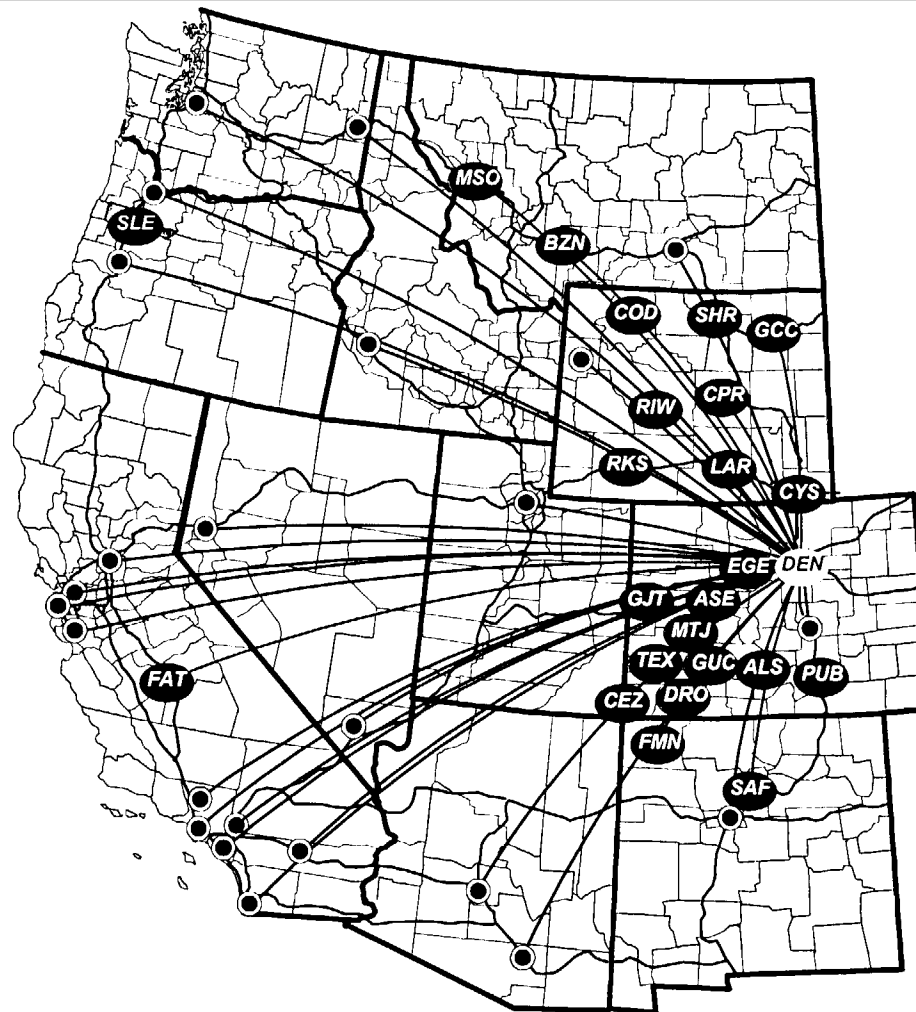 MSO
SLE
BZN
COD
SHR
GCC
CPR
RIW
RKS
LAR
CYS
EGE
DEN
GJT
ASE
MTJ
TEX
GUC
ALS
PUB
FAT
CEZ
DRO
FMN
SAF